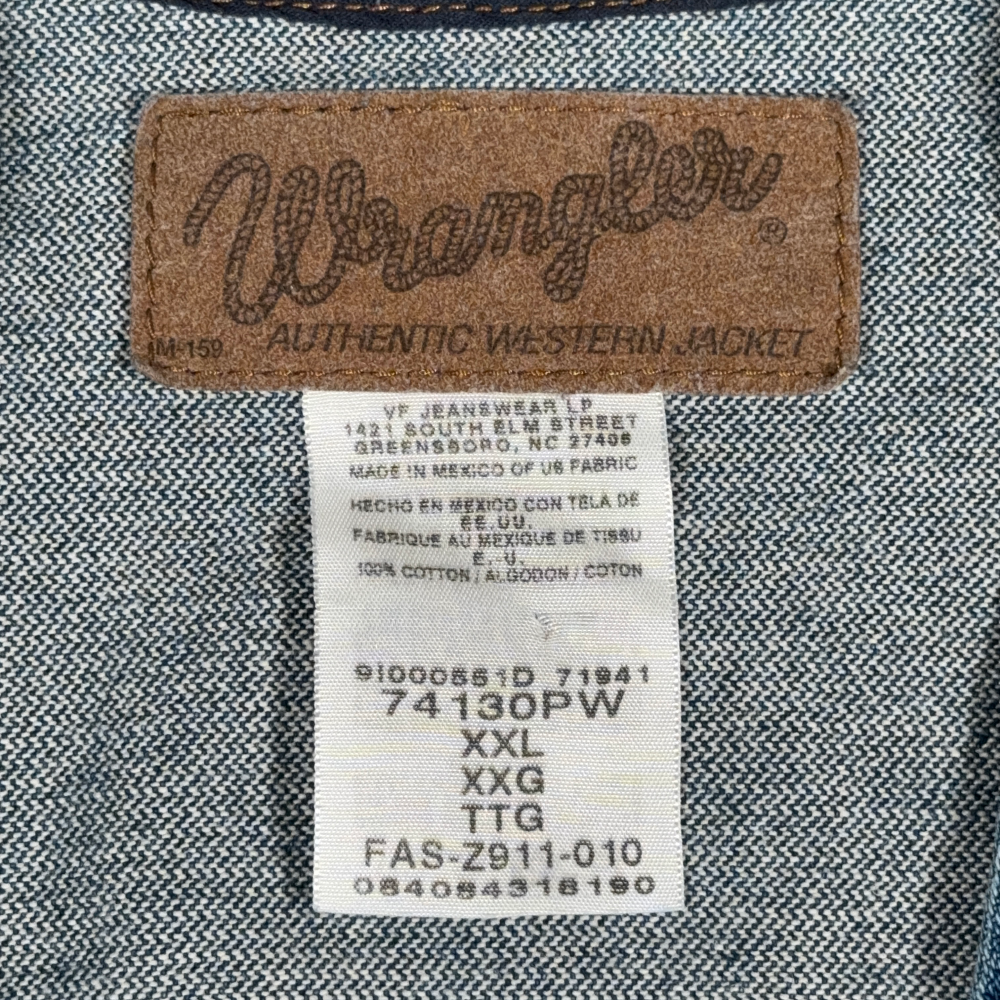 Wrangler®
IM-159 AUTHENTIC WESTERN JACKET
VF JEANSWEAR LP
1421 SOUTH ELM STREET
GREENSBORO, NC 27406
MADE IN MEXICO OF US FABRIC
HECHO EN MEXICO CON TELA DE
EE.UU.
FABRIQUE AU MEXIQUE DE TISSU
E. U.
100% COTTON / ALGODON / COTON
71941
74130PW
XXL
XXG
TTG
FAS-Z911-010